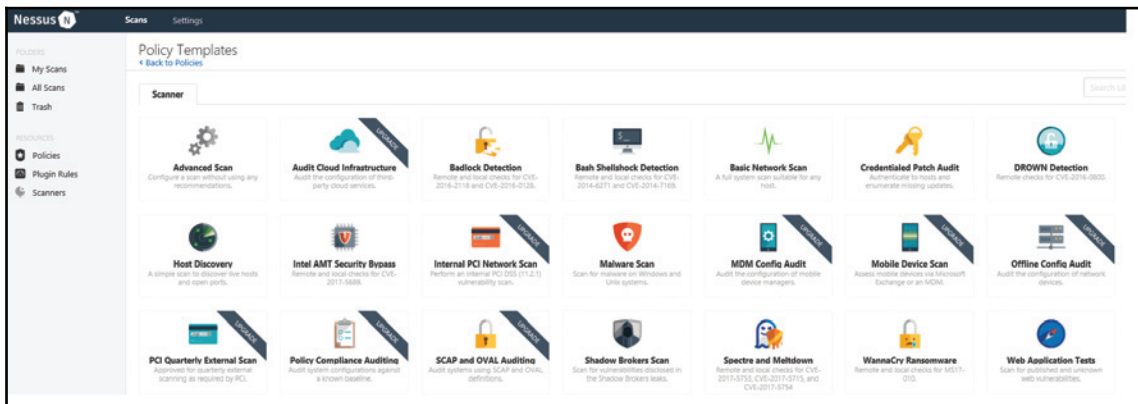 Nessus N
Scans Settings
FOLDERS
My Scans
All Scans
Trash
RESOURCES
Policies
Plugin Rules
Scanners
Policy Templates
Back to Policies
Scanner
Search Li
Advanced Scan
Configure a scan without using any
recommendations.
UPGRADE
Audit Cloud Infrastructure
Audit the configuration of third-
party cloud services.
Badlock Detection
Remote and local checks for CVE-
2016-2118 and CVE-2016-0128.
Bash Shellshock Detection
Remote and local checks for CVE-
2014-6271 and CVE-2014-7169.
Basic Network Scan
A full system scan suitable for any
host.
Credentialed Patch Audit
Authenticate to hosts and
enumerate missing updates.
DROWN Detection
Remote checks for CVE-2016-0800.
Host Discovery
A simple scan to discover live hosts
and open ports.
Intel AMT Security Bypass
Remote and local checks for CVE-
2017-5689.
UPGRADE
Internal PCI Network Scan
Perform an internal PCI DSS (11.2.1)
vulnerability scan.
Malware Scan
Scan for malware on Windows and
Unix systems.
UPGRADE
MDM Config Audit
Audit the configuration of mobile
device managers.
UPGRADE
Mobile Device Scan
Assess mobile devices via Microsoft
Exchange or an MDM.
UPGRADE
Offline Config Audit
Audit the configuration of network
devices.
UPGRADE
PCI Quarterly External Scan
Approved for quarterly external
scanning as required by PCI.
UPGRADE
Policy Compliance Auditing
Audit system configurations against
a known baseline.
UPGRADE
SCAP and OVAL Auditing
Audit systems using SCAP and OVAL
definitions.
Shadow Brokers Scan
Scan for vulnerabilities disclosed in
the Shadow Brokers leaks.
Spectre and Meltdown
Remote and local checks for CVE-
2017-5753, CVE-2017-5715, and
CVE-2017-5754
WannaCry Ransomware
Remote and local checks for MS17-
010.
Web Application Tests
Scan for published and unknown
web vulnerabilities.